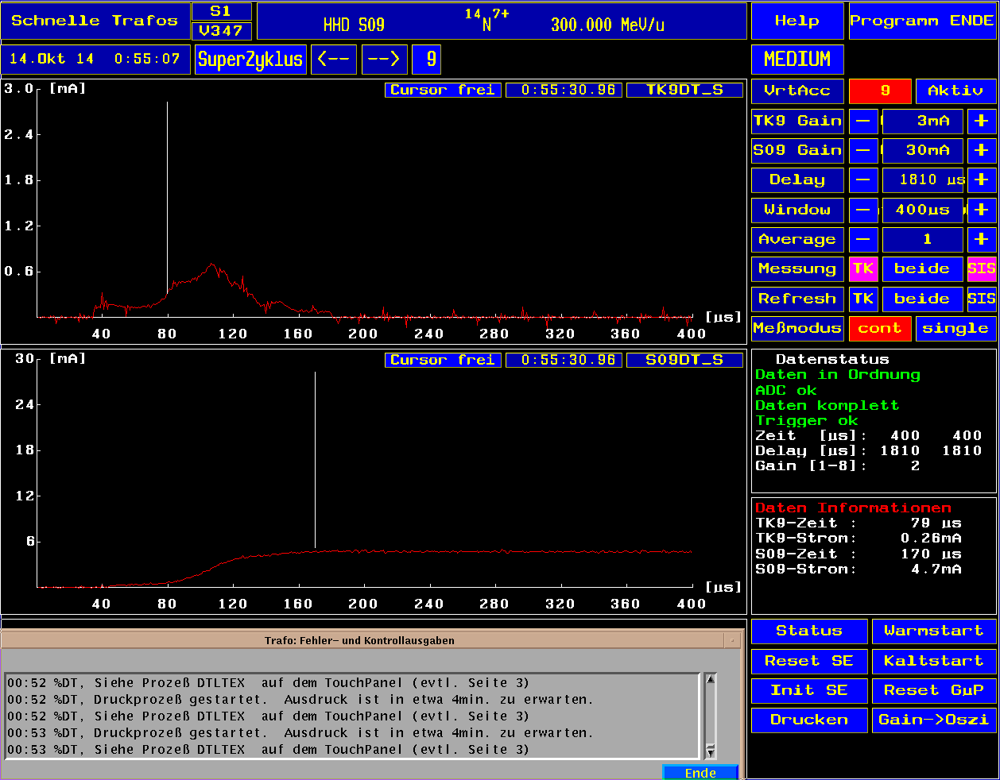 Schnelle Trafos
S1
V347
HHD S09 14N7+ 300.000 MeV/u
Help
Programm ENDE
14.Okt 14 0:55:07
SuperZyklus
<--
-->
9
MEDIUM
3.0 [mA]
Cursor frei 0:55:30.96 TK9DT_S
2.4
1.8
1.2
0.6
[µs]
40 80 120 160 200 240 280 320 360 400
30 [mA]
Cursor frei 0:55:30.96 S09DT_S
24
18
12
6
[µs]
40 80 120 160 200 240 280 320 360 400
VrtAcc 9 Aktiv
TK9 Gain − 3mA +
S09 Gain − 30mA +
Delay − 1810 µs +
Window − 400µs +
Average − 1 +
Messung TK beide SIS
Refresh TK beide SIS
Meßmodus cont single
Datenstatus
Daten in Ordnung
ADC ok
Daten komplett
Trigger ok
Zeit [µs]: 400 400
Delay [µs]: 1810 1810
Gain [1-8]: 2
Daten Informationen
TK9-Zeit : 79 µs
TK9-Strom: 0.26mA
S09-Zeit : 170 µs
S09-Strom: 4.7mA
Status Warmstart
Reset SE Kaltstart
Init SE Reset GµP
Drucken Gain->Oszi
Trafo: Fehler- und Kontrollausgaben
00:52 %DT, Siehe Prozeß DTLTEX auf dem TouchPanel (evtl. Seite 3)
00:52 %DT, Druckprozeß gestartet. Ausdruck ist in etwa 4min. zu erwarten.
00:52 %DT, Siehe Prozeß DTLTEX auf dem TouchPanel (evtl. Seite 3)
00:53 %DT, Druckprozeß gestartet. Ausdruck ist in etwa 4min. zu erwarten.
00:53 %DT, Siehe Prozeß DTLTEX auf dem TouchPanel (evtl. Seite 3)
Ende